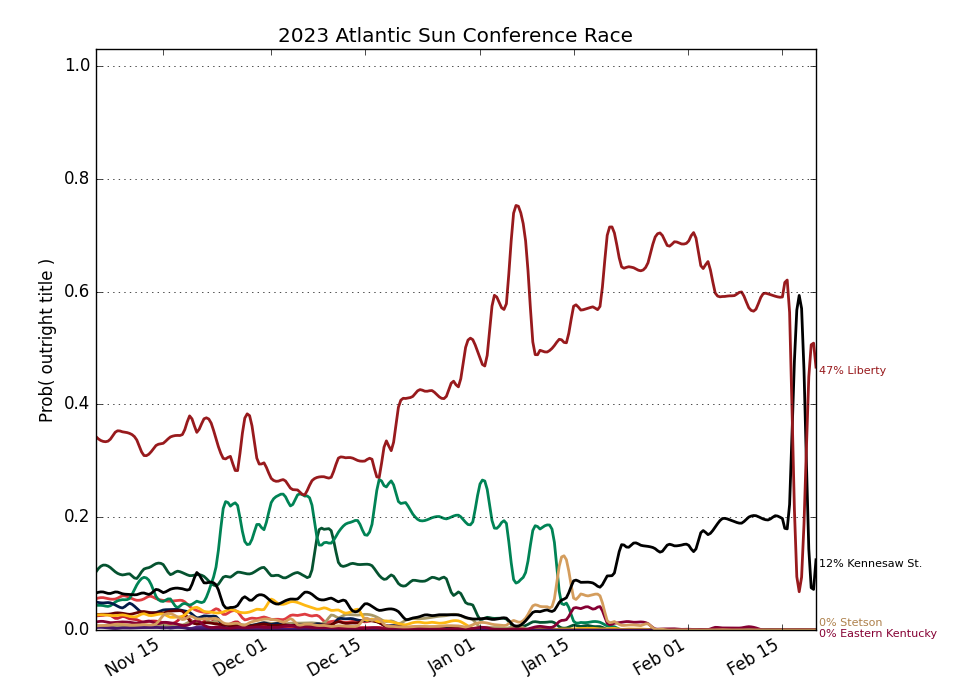 2023 Atlantic Sun Conference Race
1.0
0.8
0.6
0.4
0.2
0.0
Prob( outright title )
Nov 15
Dec 01
Dec 15
Jan 01
Jan 15
Feb 01
Feb 15
47% Liberty
12% Kennesaw St.
0% Stetson
0% Eastern Kentucky